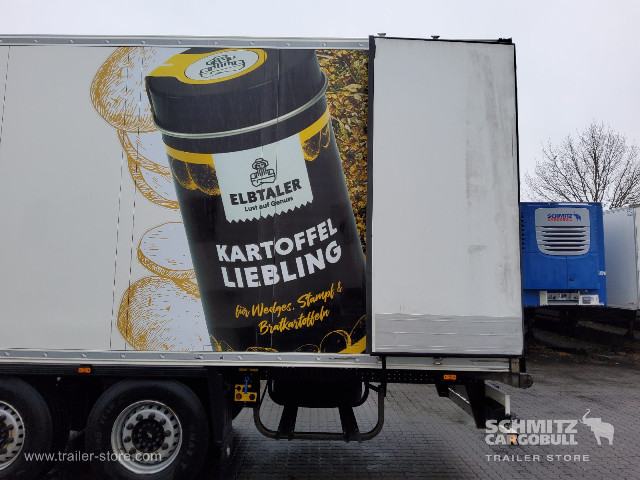 ELBTALER
Lust auf Genuss
KARTOFFEL
LIEBLING
für Wedges, Stampf &
Bratkartoffeln
SCHMITZ
CARGOBULL
SCHMITZ
CARGOBULL
TRAILER STORE
www.trailer-store.com